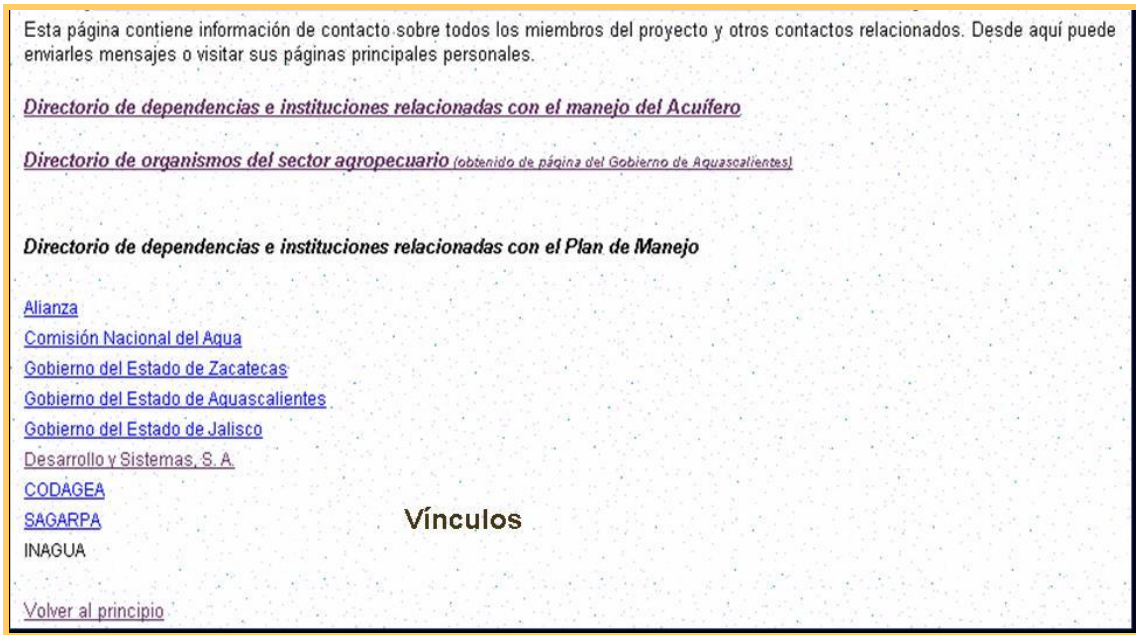 Esta página contiene información de contacto sobre todos los miembros del proyecto y otros contactos relacionados. Desde aquí puede
enviarles mensajes o visitar sus páginas principales personales.
Directorio de dependencias e instituciones relacionadas con el manejo del Acuífero
Directorio de organismos del sector agropecuario (obtenido de página del Gobierno de Aguascalientes)
Directorio de dependencias e instituciones relacionadas con el Plan de Manejo
Alianza
Comisión Nacional del Agua
Gobierno del Estado de Zacatecas
Gobierno del Estado de Aguascalientes
Gobierno del Estado de Jalisco
Desarrollo y Sistemas, S. A.
CODAGEA
SAGARPA
Vínculos
INAGUA
Volver al principio